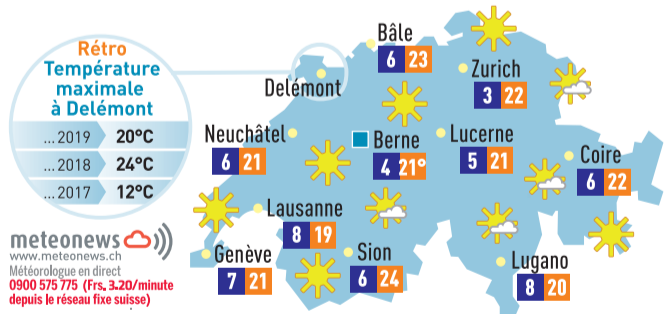 Rétro
Température
maximale
à Delémont
...2019 20°C
...2018 24°C
...2017 12°C
meteonews
www.meteonews.ch
Météorologue en direct
0900 575 775 (Frs. 3.20/minute
depuis le réseau fixe suisse)
Bâle
6 23
Delémont
Zurich
3 22
Neuchâtel
6 21
Berne
4 21°
Lucerne
5 21
Coire
6 22
Lausanne
8 19
Genève
7 21
Sion
6 24
Lugano
8 20